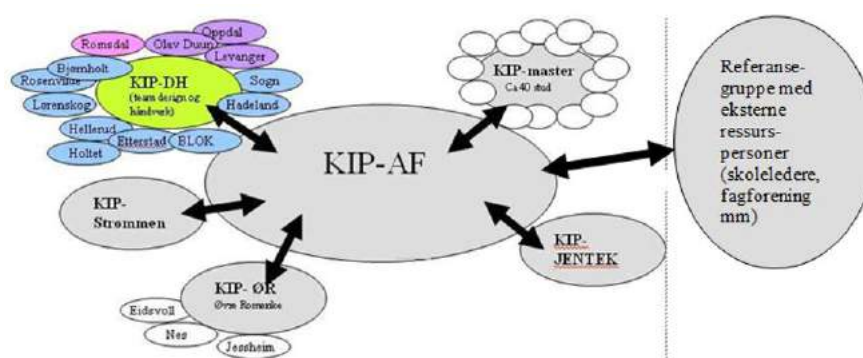 Oppdal
Romsdal
Olav Duun
Levanger
Bjørnholt
Rosenvilde
KIP-DH
(team design og
håndverk)
Sogn
Lørenskog
Hadeland
Hellerud
Etterstad
BLOK
Holtet
KIP-master
Ca 40 stud
Referanse-
gruppe med
eksterne
ressurs-
personer
(skoleledere,
fagforening
mm)
KIP-AF
KIP-
Strømmen
KIP-
JENTEK
KIP- ØR
Øvre Romerike
Eidsvoll
Nes
Jessheim